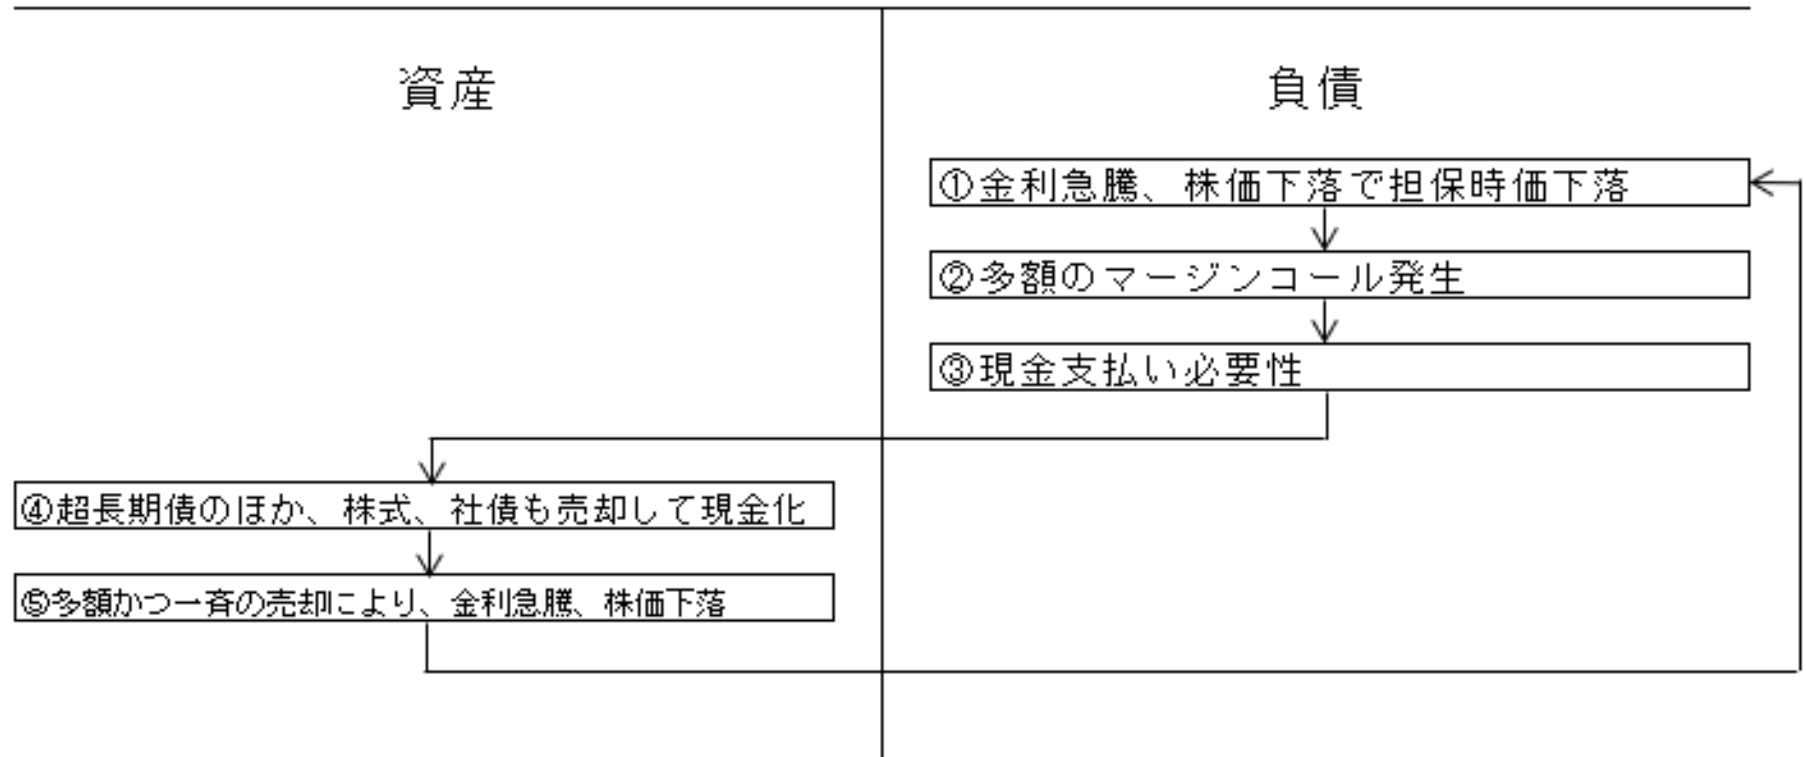 資産
負債
①金利急騰、株価下落で担保時価下落
②多額のマージンコール発生
③現金支払い必要性
④超長期債のほか、株式、社債も売却して現金化
⑤多額かつ一斉の売却により、金利急騰、株価下落